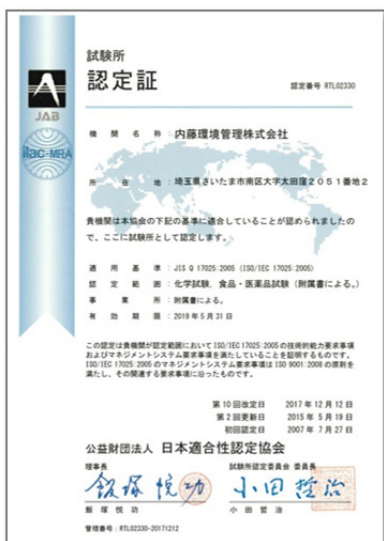 試験所
認定証
認定番号 RTL02330
JAB
ilac-MRA
機関名称：内藤環境管理株式会社
所在地：埼玉県さいたま市南区大字太田窪２０５１番地２
貴機関は本協会の下記の基準に適合していることが認められましたの
で、ここに試験所として認定します。
適用基準：JIS Q 17025:2005 (ISO/IEC 17025:2005)
認定範囲：化学試験、食品・医薬品試験（附属書による。）
事業所：附属書による。
有効期限：2019年5月31日
この認定は貴機関が認定範囲において ISO/IEC 17025:2005 の技術的能力要求事項
およびマネジメントシステム要求事項を満たしていることを証明するものです。
ISO/IEC 17025:2005 のマネジメントシステム要求事項は ISO 9001:2008 の原則を
満たし、その関連する要求事項に沿ったものです。
第10回改定日 2017年12月12日
第2回更新日 2015年5月19日
初回認定日 2007年7月27日
公益財団法人 日本適合性認定協会
理事長 試験所認定委員会 委員長
飯塚悦功 小田哲治
飯塚悦功 小田哲治
管理番号：RTL02330-20171212